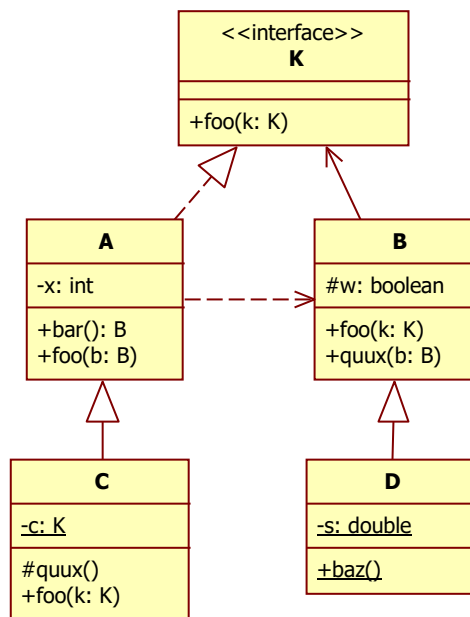 <<interface>>
K
+foo(k: K)
A
-x: int
+bar(): B
+foo(b: B)
B
#w: boolean
+foo(k: K)
+quux(b: B)
C
-c: K
#quux()
+foo(k: K)
D
-s: double
+baz()